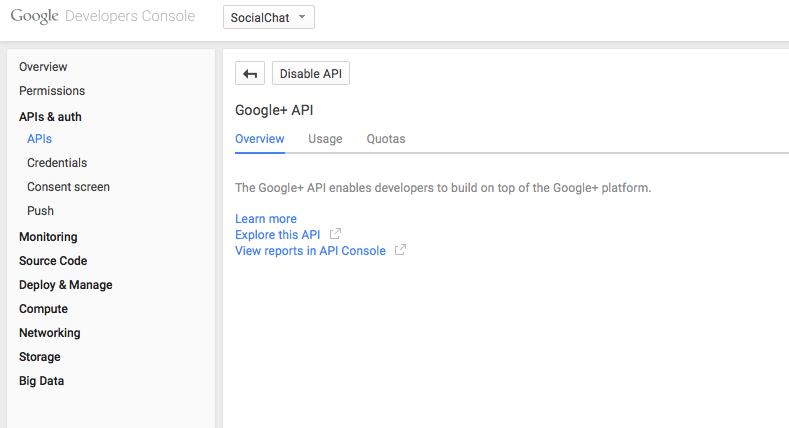 Google Developers Console
SocialChat
Overview
Permissions
APIs & auth
APIs
Credentials
Consent screen
Push
Monitoring
Source Code
Deploy & Manage
Compute
Networking
Storage
Big Data
Disable API
Google+ API
Overview Usage Quotas
The Google+ API enables developers to build on top of the Google+ platform.
Learn more
Explore this API
View reports in API Console